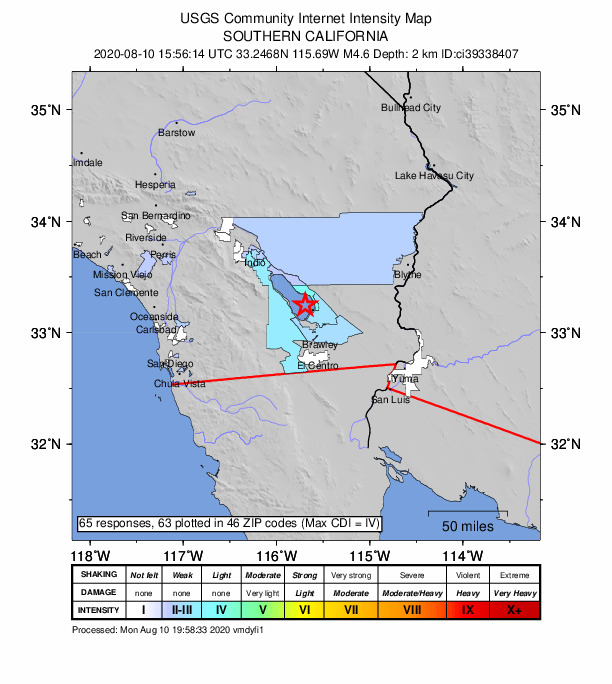 USGS Community Internet Intensity Map
SOUTHERN CALIFORNIA
2020-08-10 15:56:14 UTC 33.2468N 115.69W M4.6 Depth: 2 km ID:ci39338407
35°N 35°N
Bullhead City
Barstow
lmdale
Lake Havasu City
Hesperia
34°N San Bernardino 34°N
Riverside
Beach Perris
Indio
Mission Viejo Blythe
San Clemente
Oceanside
33°N Carlsbad 33°N
Brawley
San Diego El Centro
Chula Vista Yuma
San Luis
32°N 32°N
65 responses, 63 plotted in 46 ZIP codes (Max CDI = IV)
50 miles
118°W 117°W 116°W 115°W 114°W
SHAKING Not felt Weak Light Moderate Strong Very strong Severe Violent Extreme
DAMAGE none none none Very light Light Moderate Moderate/Heavy Heavy Very Heavy
INTENSITY I II-III IV V VI VII VIII IX X+
Processed: Mon Aug 10 19:58:33 2020 vmdyfi1